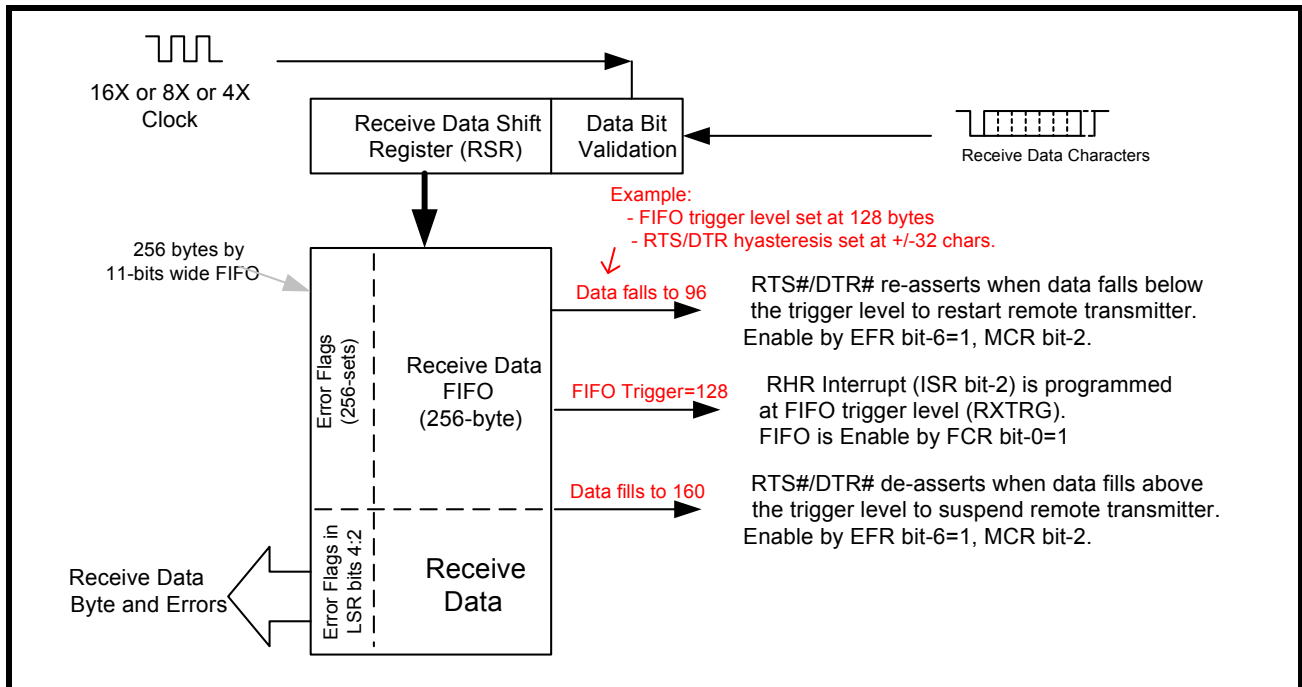 16X or 8X or 4X
Clock
Receive Data Shift
Register (RSR)
Data Bit
Validation
Receive Data Characters
Example:
- FIFO trigger level set at 128 bytes
- RTS/DTR hyasteresis set at +/-32 chars.
256 bytes by
11-bits wide FIFO
Error Flags
(256-sets)
Receive Data
FIFO
(256-byte)
Data falls to 96
RTS#/DTR# re-asserts when data falls below
the trigger level to restart remote transmitter.
Enable by EFR bit-6=1, MCR bit-2.
FIFO Trigger=128
RHR Interrupt (ISR bit-2) is programmed
at FIFO trigger level (RXTRG).
FIFO is Enable by FCR bit-0=1
Data fills to 160
RTS#/DTR# de-asserts when data fills above
the trigger level to suspend remote transmitter.
Enable by EFR bit-6=1, MCR bit-2.
Error Flags in
LSR bits 4:2
Receive
Data
Receive Data
Byte and Errors